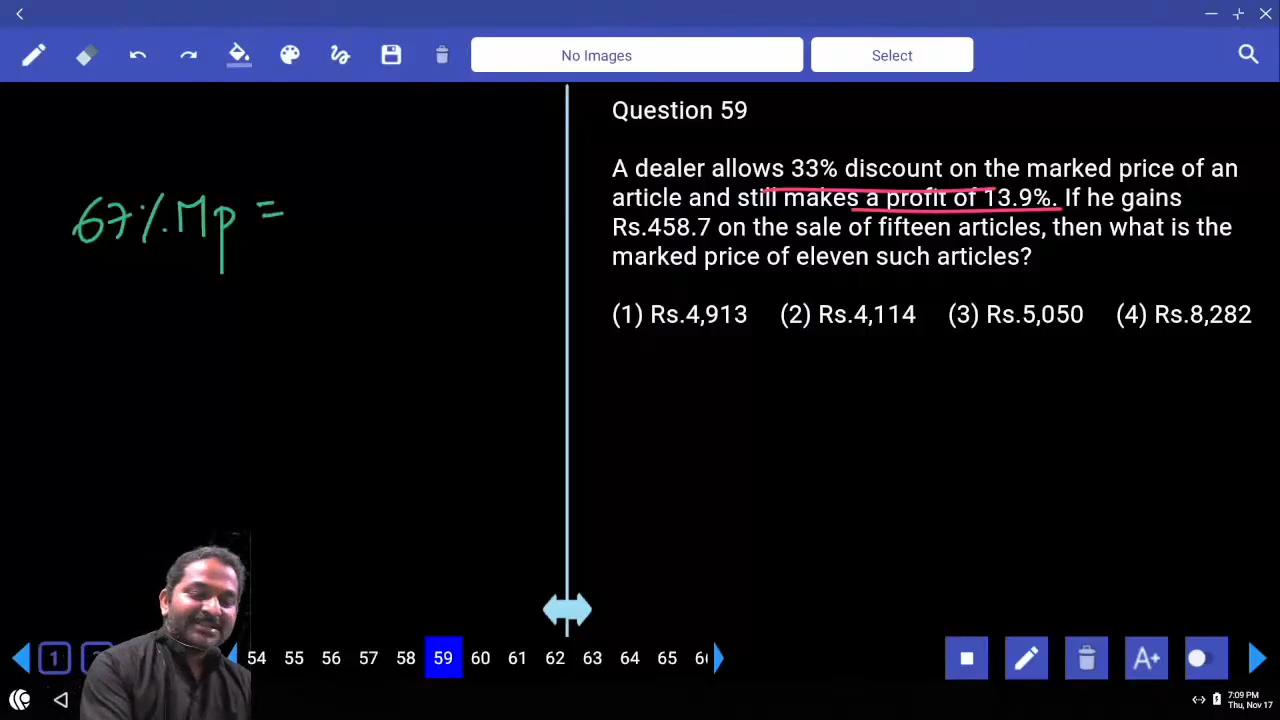 No Images
Select
Question 59
A dealer allows 33% discount on the marked price of an
article and still makes a profit of 13.9%. If he gains
Rs.458.7 on the sale of fifteen articles, then what is the
marked price of eleven such articles?
(1) Rs.4,913 (2) Rs.4,114 (3) Rs.5,050 (4) Rs.8,282
67%.Mp =
1
54 55 56 57 58 59 60 61 62 63 64 65
A+
7:09 PM
Thu, Nov 17